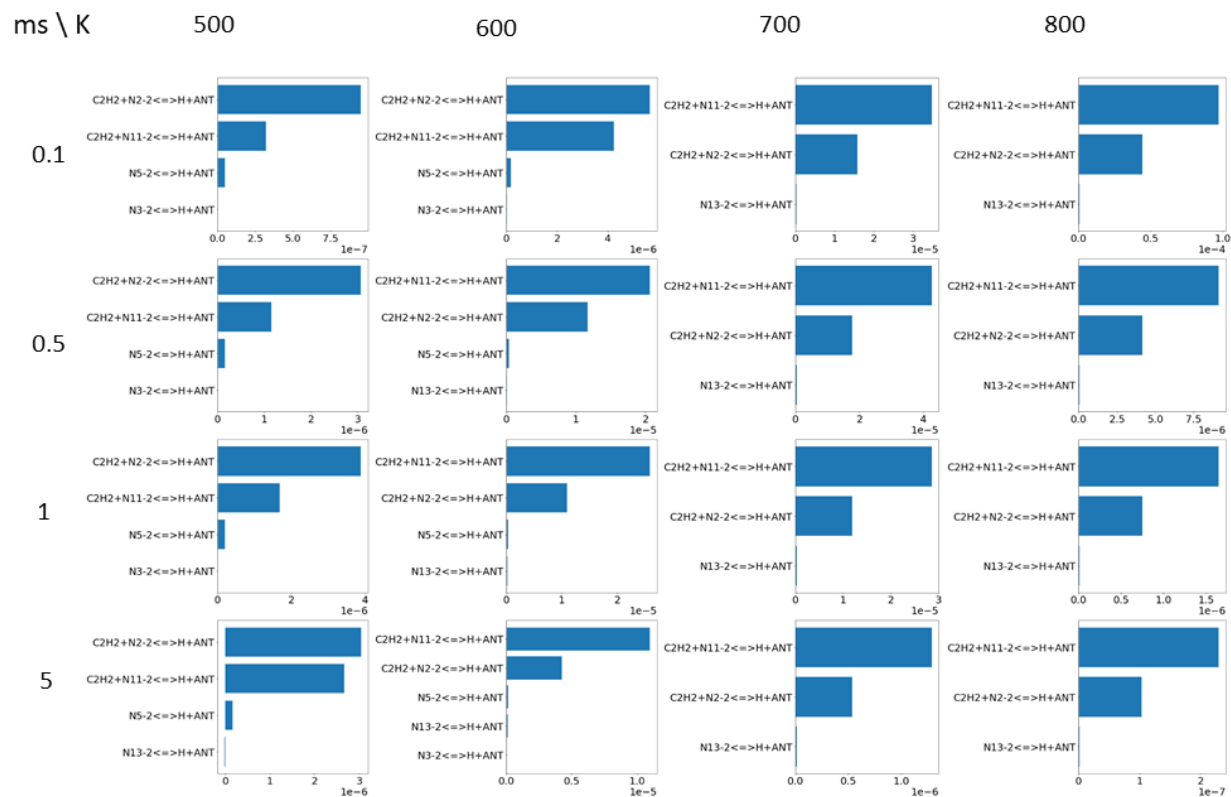 ms \ K 500 600 700 800
0.1
C2H2+N2-2<=>H+ANT
C2H2+N11-2<=>H+ANT
N5-2<=>H+ANT
N3-2<=>H+ANT
0.0 2.5 5.0 7.5
1e−7
C2H2+N2-2<=>H+ANT
C2H2+N11-2<=>H+ANT
N5-2<=>H+ANT
N3-2<=>H+ANT
0 2 4
1e−6
C2H2+N11-2<=>H+ANT
C2H2+N2-2<=>H+ANT
N13-2<=>H+ANT
0 1 2 3
1e−5
C2H2+N11-2<=>H+ANT
C2H2+N2-2<=>H+ANT
N13-2<=>H+ANT
0.0 0.5 1.0
1e−4
0.5
C2H2+N2-2<=>H+ANT
C2H2+N11-2<=>H+ANT
N5-2<=>H+ANT
N3-2<=>H+ANT
0 1 2 3
1e−6
C2H2+N11-2<=>H+ANT
C2H2+N2-2<=>H+ANT
N5-2<=>H+ANT
N13-2<=>H+ANT
0 1 2
1e−5
C2H2+N11-2<=>H+ANT
C2H2+N2-2<=>H+ANT
N13-2<=>H+ANT
0 2 4
1e−5
C2H2+N11-2<=>H+ANT
C2H2+N2-2<=>H+ANT
N13-2<=>H+ANT
0.0 2.5 5.0 7.5
1e−6
1
C2H2+N2-2<=>H+ANT
C2H2+N11-2<=>H+ANT
N5-2<=>H+ANT
N3-2<=>H+ANT
0 2 4
1e−6
C2H2+N11-2<=>H+ANT
C2H2+N2-2<=>H+ANT
N5-2<=>H+ANT
N13-2<=>H+ANT
0 1 2
1e−5
C2H2+N11-2<=>H+ANT
C2H2+N2-2<=>H+ANT
N13-2<=>H+ANT
0 1 2 3
1e−5
C2H2+N11-2<=>H+ANT
C2H2+N2-2<=>H+ANT
N13-2<=>H+ANT
0.0 0.5 1.0 1.5
1e−6
5
C2H2+N2-2<=>H+ANT
C2H2+N11-2<=>H+ANT
N5-2<=>H+ANT
N13-2<=>H+ANT
0 1 2 3
1e−6
C2H2+N11-2<=>H+ANT
C2H2+N2-2<=>H+ANT
N5-2<=>H+ANT
N13-2<=>H+ANT
N3-2<=>H+ANT
0.0 0.5 1.0
1e−5
C2H2+N11-2<=>H+ANT
C2H2+N2-2<=>H+ANT
N13-2<=>H+ANT
0.0 0.5 1.0
1e−6
C2H2+N11-2<=>H+ANT
C2H2+N2-2<=>H+ANT
N13-2<=>H+ANT
0 1 2
1e−7